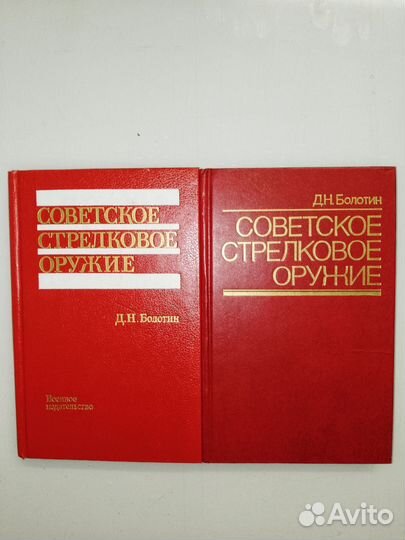 СОВЕТСКОЕ
СТРЕЛКОВОЕ
ОРУЖИЕ
Д.Н. Болотин
Военное
издательство
Д.Н. Болотин
СОВЕТСКОЕ
СТРЕЛКОВОЕ
ОРУЖИЕ
Avito